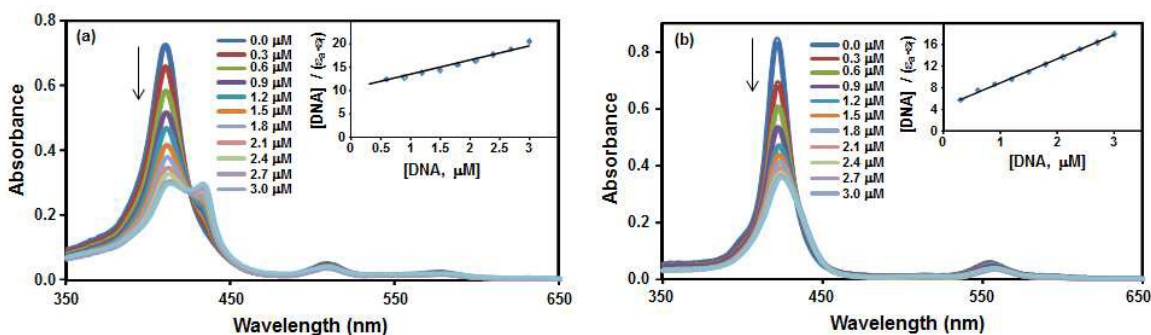 (a)
Absorbance
0.8
0.6
0.4
0.2
0.0
350
450
550
650
Wavelength (nm)
0.0 µM
0.3 µM
0.6 µM
0.9 µM
1.2 µM
1.5 µM
1.8 µM
2.1 µM
2.4 µM
2.7 µM
3.0 µM
[DNA] / (εₐ-εf)
25
20
15
10
5
0
0 0.5 1 1.5 2 2.5 3
[DNA, µM]
(b)
Absorbance
0.8
0.6
0.4
0.2
0.0
350
450
550
650
Wavelength (nm)
0.0 µM
0.3 µM
0.6 µM
0.9 µM
1.2 µM
1.5 µM
1.8 µM
2.1 µM
2.4 µM
2.7 µM
3.0 µM
[DNA] / (εₐ-εf)
16
12
8
4
0
0 0.5 1 1.5 2 2.5 3
[DNA, µM]